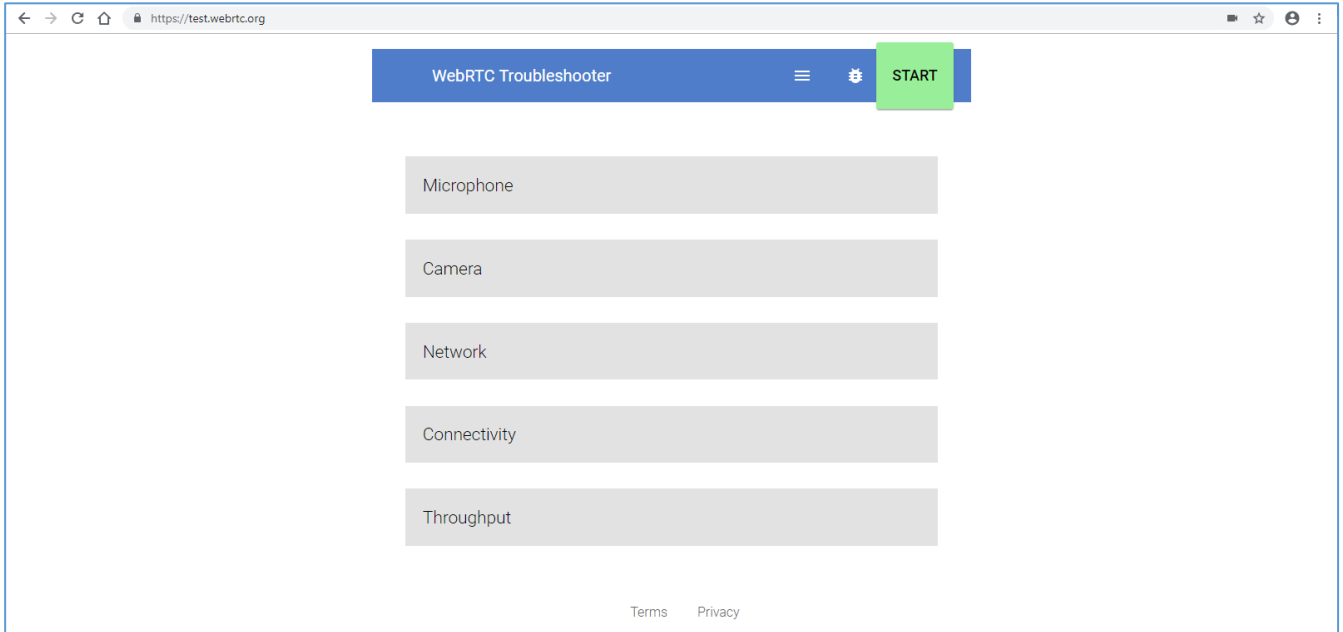 https://test.webrtc.org
WebRTC Troubleshooter START
Microphone
Camera
Network
Connectivity
Throughput
Terms Privacy